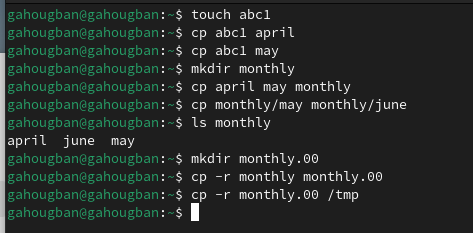 gahougban@gahougban:~$ touch abc1
gahougban@gahougban:~$ cp abc1 april
gahougban@gahougban:~$ cp abc1 may
gahougban@gahougban:~$ mkdir monthly
gahougban@gahougban:~$ cp april may monthly
gahougban@gahougban:~$ cp monthly/may monthly/june
gahougban@gahougban:~$ ls monthly
april  june  may
gahougban@gahougban:~$ mkdir monthly.00
gahougban@gahougban:~$ cp -r monthly monthly.00
gahougban@gahougban:~$ cp -r monthly.00 /tmp
gahougban@gahougban:~$